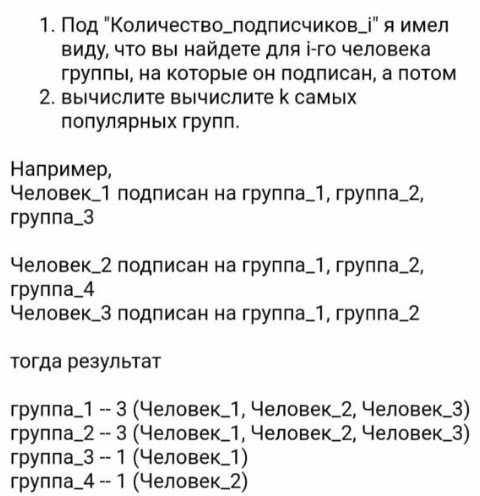 1. Под "Количество_подписчиков_i" я имел
виду, что вы найдете для i-го человека
группы, на которые он подписан, а потом
2. вычислите вычислите k самых
популярных групп.
Например,
Человек_1 подписан на группа_1, группа_2,
группа_3
Человек_2 подписан на группа_1, группа_2,
группа_4
Человек_3 подписан на группа_1, группа_2
тогда результат
группа_1 -- 3 (Человек_1, Человек_2, Человек_3)
группа_2 -- 3 (Человек_1, Человек_2, Человек_3)
группа_3 -- 1 (Человек_1)
группа_4 -- 1 (Человек_2)